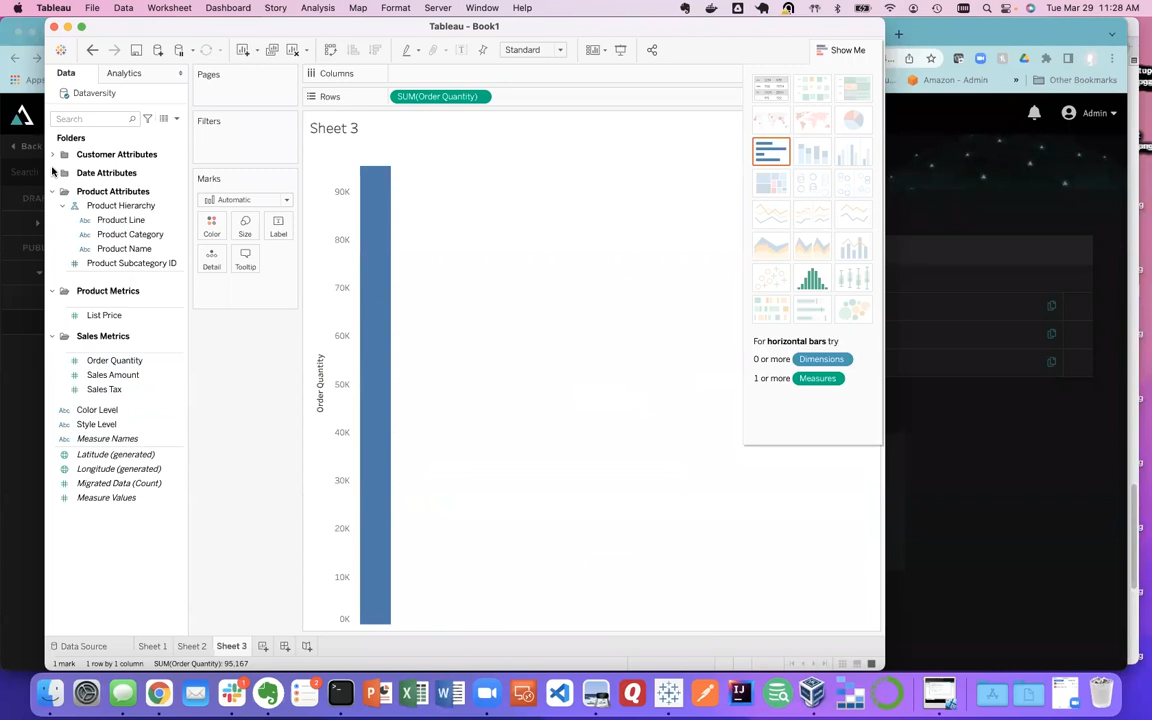 Tableau File Data Worksheet Dashboard Story Analysis Map Format Server Window Help Tue Mar 29 11:28 AM
Tableau - Book1
Standard Show Me
Data Analytics Pages Columns
Dataversity Rows SUM(Order Quantity)
Search Filters Sheet 3
Folders
Customer Attributes
Date Attributes
Product Attributes
Product Hierarchy
Product Line
Product Category
Product Name
Product Subcategory ID
Product Metrics
List Price
Sales Metrics
Order Quantity
Sales Amount
Sales Tax
Color Level
Style Level
Measure Names
Latitude (generated)
Longitude (generated)
Migrated Data (Count)
Measure Values
Marks
Automatic
Color Size Label
Detail Tooltip
Order Quantity
90K
80K
70K
60K
50K
40K
30K
20K
10K
0K
For horizontal bars try
0 or more Dimensions
1 or more Measures
Data Source Sheet 1 Sheet 2 Sheet 3
1 mark 1 row by 1 column SUM(Order Quantity): 95,167
Amazon - Admin » Other Bookmarks
Admin
Back
Search